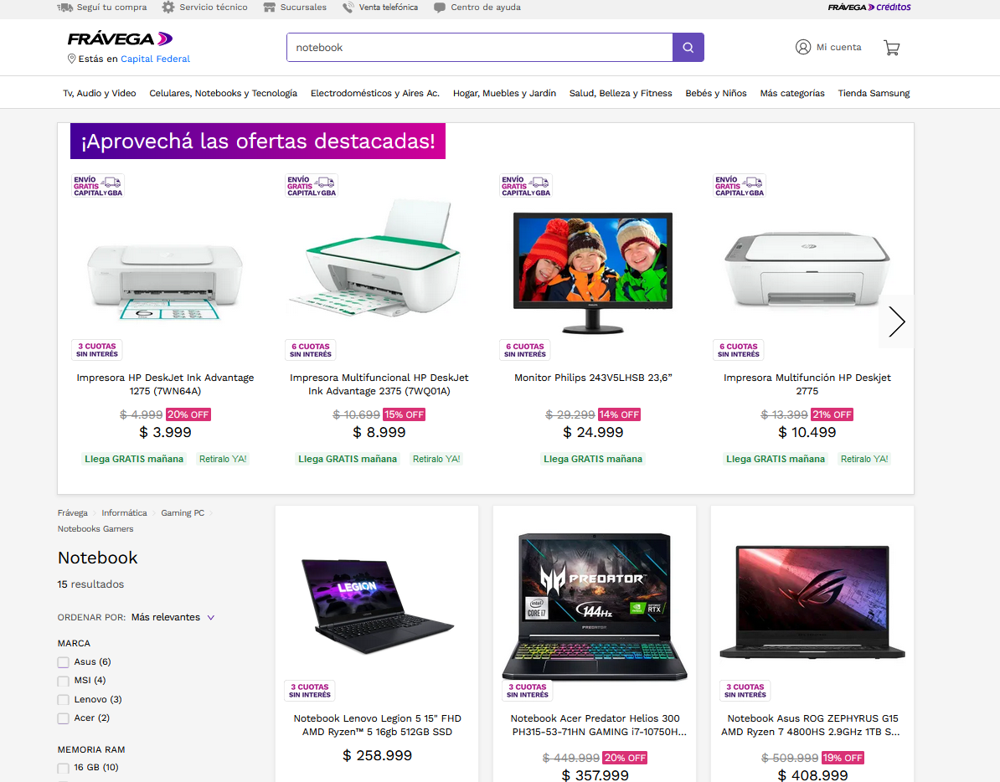 Seguí tu compra
Servicio técnico
Sucursales
Venta telefónica
Centro de ayuda
FRÁVEGA créditos
FRÁVEGA
notebook
Mi cuenta
Estás en Capital Federal
Tv, Audio y Video
Celulares, Notebooks y Tecnología
Electrodomésticos y Aires Ac.
Hogar, Muebles y Jardín
Salud, Belleza y Fitness
Bebés y Niños
Más categorías
Tienda Samsung
¡Aprovechá las ofertas destacadas!
ENVÍO
GRATIS
CAPITAL Y GBA
3 CUOTAS
SIN INTERÉS
Impresora HP DeskJet Ink Advantage
1275 (7WN64A)
$ 4.999 20% OFF
$ 3.999
Llega GRATIS mañana
Retiralo YA!
ENVÍO
GRATIS
CAPITAL Y GBA
6 CUOTAS
SIN INTERÉS
Impresora Multifuncional HP DeskJet
Ink Advantage 2375 (7WQ01A)
$ 10.699 15% OFF
$ 8.999
Llega GRATIS mañana
Retiralo YA!
ENVÍO
GRATIS
CAPITAL Y GBA
6 CUOTAS
SIN INTERÉS
Monitor Philips 243V5LHSB 23,6”
$ 29.299 14% OFF
$ 24.999
Llega GRATIS mañana
ENVÍO
GRATIS
CAPITAL Y GBA
6 CUOTAS
SIN INTERÉS
Impresora Multifunción HP Deskjet
2775
$ 13.399 21% OFF
$ 10.499
Llega GRATIS mañana
Retiralo YA!
Frávega
Informática
Gaming PC
Notebooks Gamers
Notebook
15 resultados
ORDENAR POR: Más relevantes
MARCA
Asus (6)
MSI (4)
Lenovo (3)
Acer (2)
MEMORIA RAM
16 GB (10)
LEGION
3 CUOTAS
SIN INTERÉS
Notebook Lenovo Legion 5 15" FHD
AMD Ryzen™ 5 16gb 512GB SSD
$ 258.999
PREDATOR
intel
CORE i7
144Hz
RTX
PREDATOR
3 CUOTAS
SIN INTERÉS
Notebook Acer Predator Helios 300
PH315-53-71HN GAMING i7-10750H...
$ 449.999 20% OFF
$ 357.999
3 CUOTAS
SIN INTERÉS
Notebook Asus ROG ZEPHYRUS G15
AMD Ryzen 7 4800HS 2.9GHz 1TB S...
$ 509.999 19% OFF
$ 408.999